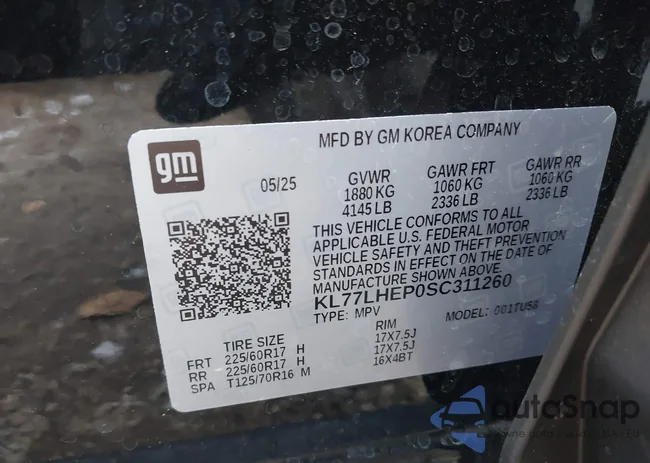 MFD BY GM KOREA COMPANY
gm
05/25
GVWR GAWR FRT GAWR RR
1880 KG 1060 KG 1060 KG
4145 LB 2336 LB 2336 LB
THIS VEHICLE CONFORMS TO ALL
APPLICABLE U.S. FEDERAL MOTOR
VEHICLE SAFETY AND THEFT PREVENTION
STANDARDS IN EFFECT ON THE DATE OF
MANUFACTURE SHOWN ABOVE.
KL77LHEP0SC311260
TYPE: MPV MODEL: 001TU58
TIRE SIZE RIM
FRT 225/60R17 H 17X7.5J
RR 225/60R17 H 17X7.5J
SPA T125/70R16 M 16X4BT
autoSnap